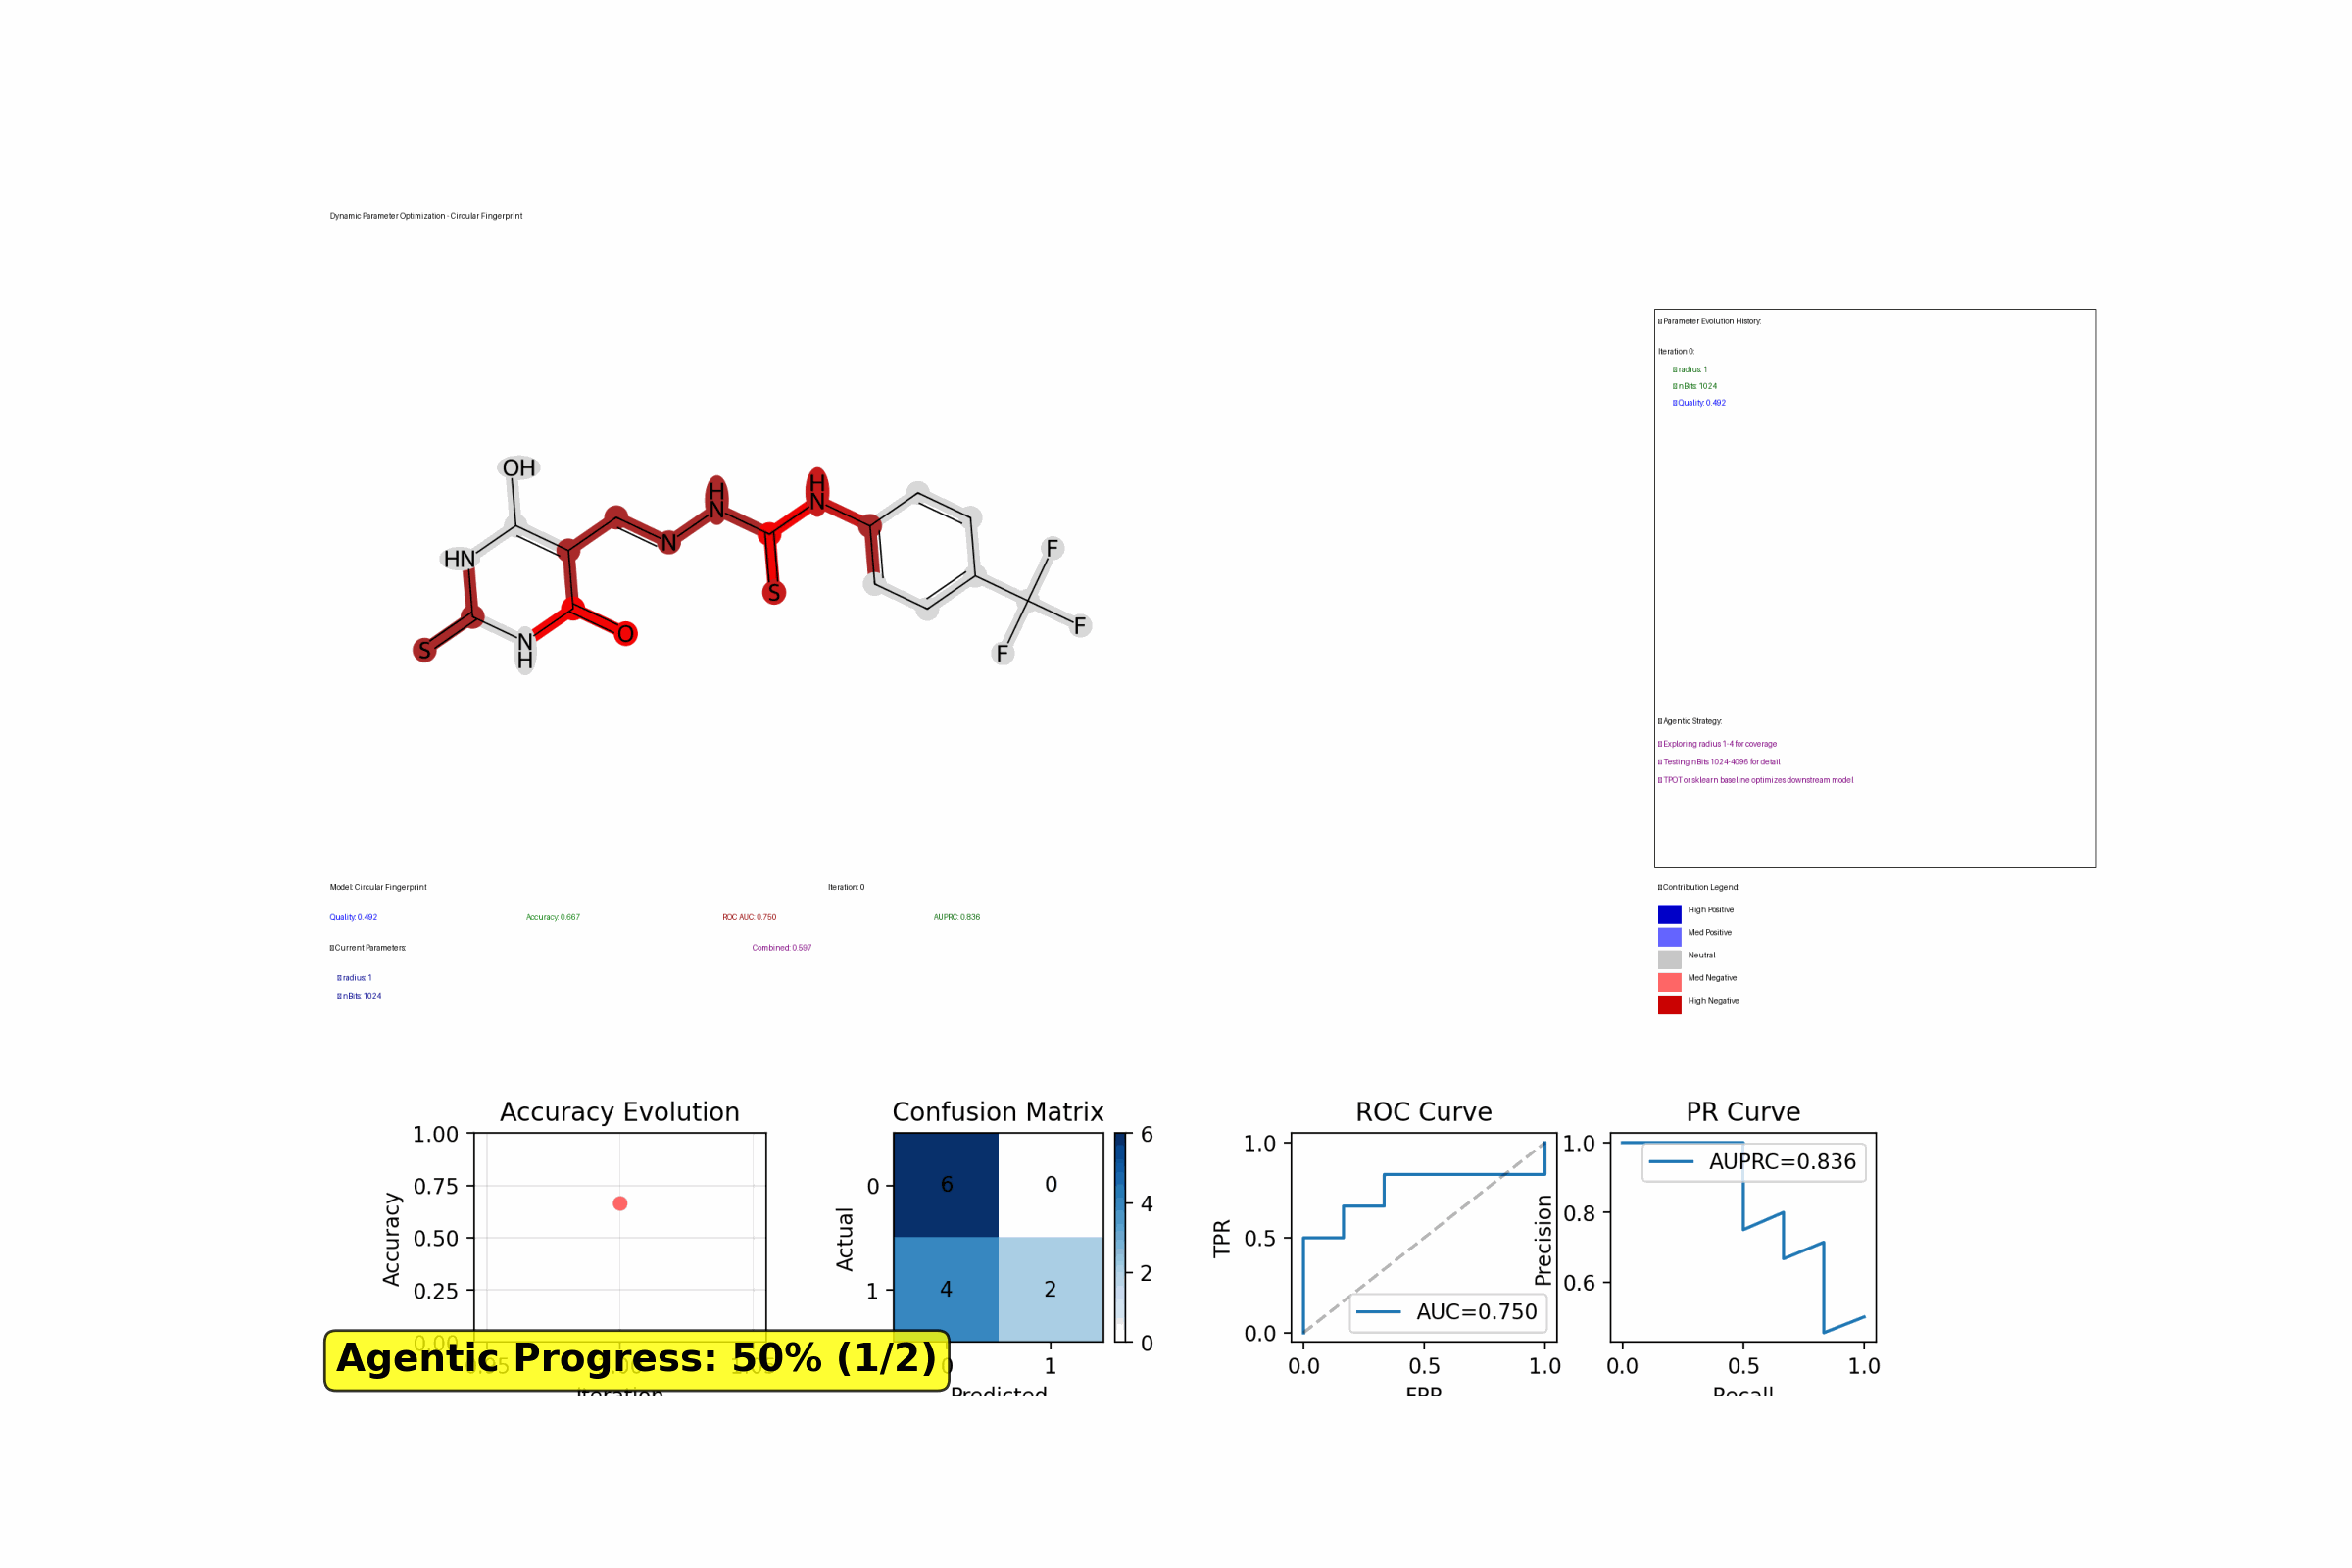 Dynamic Parameter Optimization - Circular Fingerprint
Parameter Evolution History:
Iteration 0:
radius: 1
nBits: 1024
Quality: 0.492
Agentic Strategy:
Exploring radius 1-4 for coverage
Testing nBits 1024-4096 for detail
TPOT or sklearn baseline optimizes downstream model
OH
HN
S
N
H
O
N
H
N
S
H
N
F
F
F
Model: Circular Fingerprint
Iteration: 0
Quality: 0.492
Accuracy: 0.667
ROC AUC: 0.750
AUPRC: 0.836
Current Parameters:
Combined: 0.597
radius: 1
nBits: 1024
Contribution Legend:
High Positive
Med Positive
Neutral
Med Negative
High Negative
Accuracy Evolution
1.00
0.75
0.50
0.25
0.00
Accuracy
Iteration
Confusion Matrix
0
1
Actual
6
0
4
2
1
Predicted
6
4
2
0
ROC Curve
1.0
0.5
0.0
TPR
AUC=0.750
0.0
0.5
1.0
FPR
PR Curve
1.0
0.8
0.6
Precision
AUPRC=0.836
0.0
0.5
1.0
Recall
Agentic Progress: 50% (1/2)